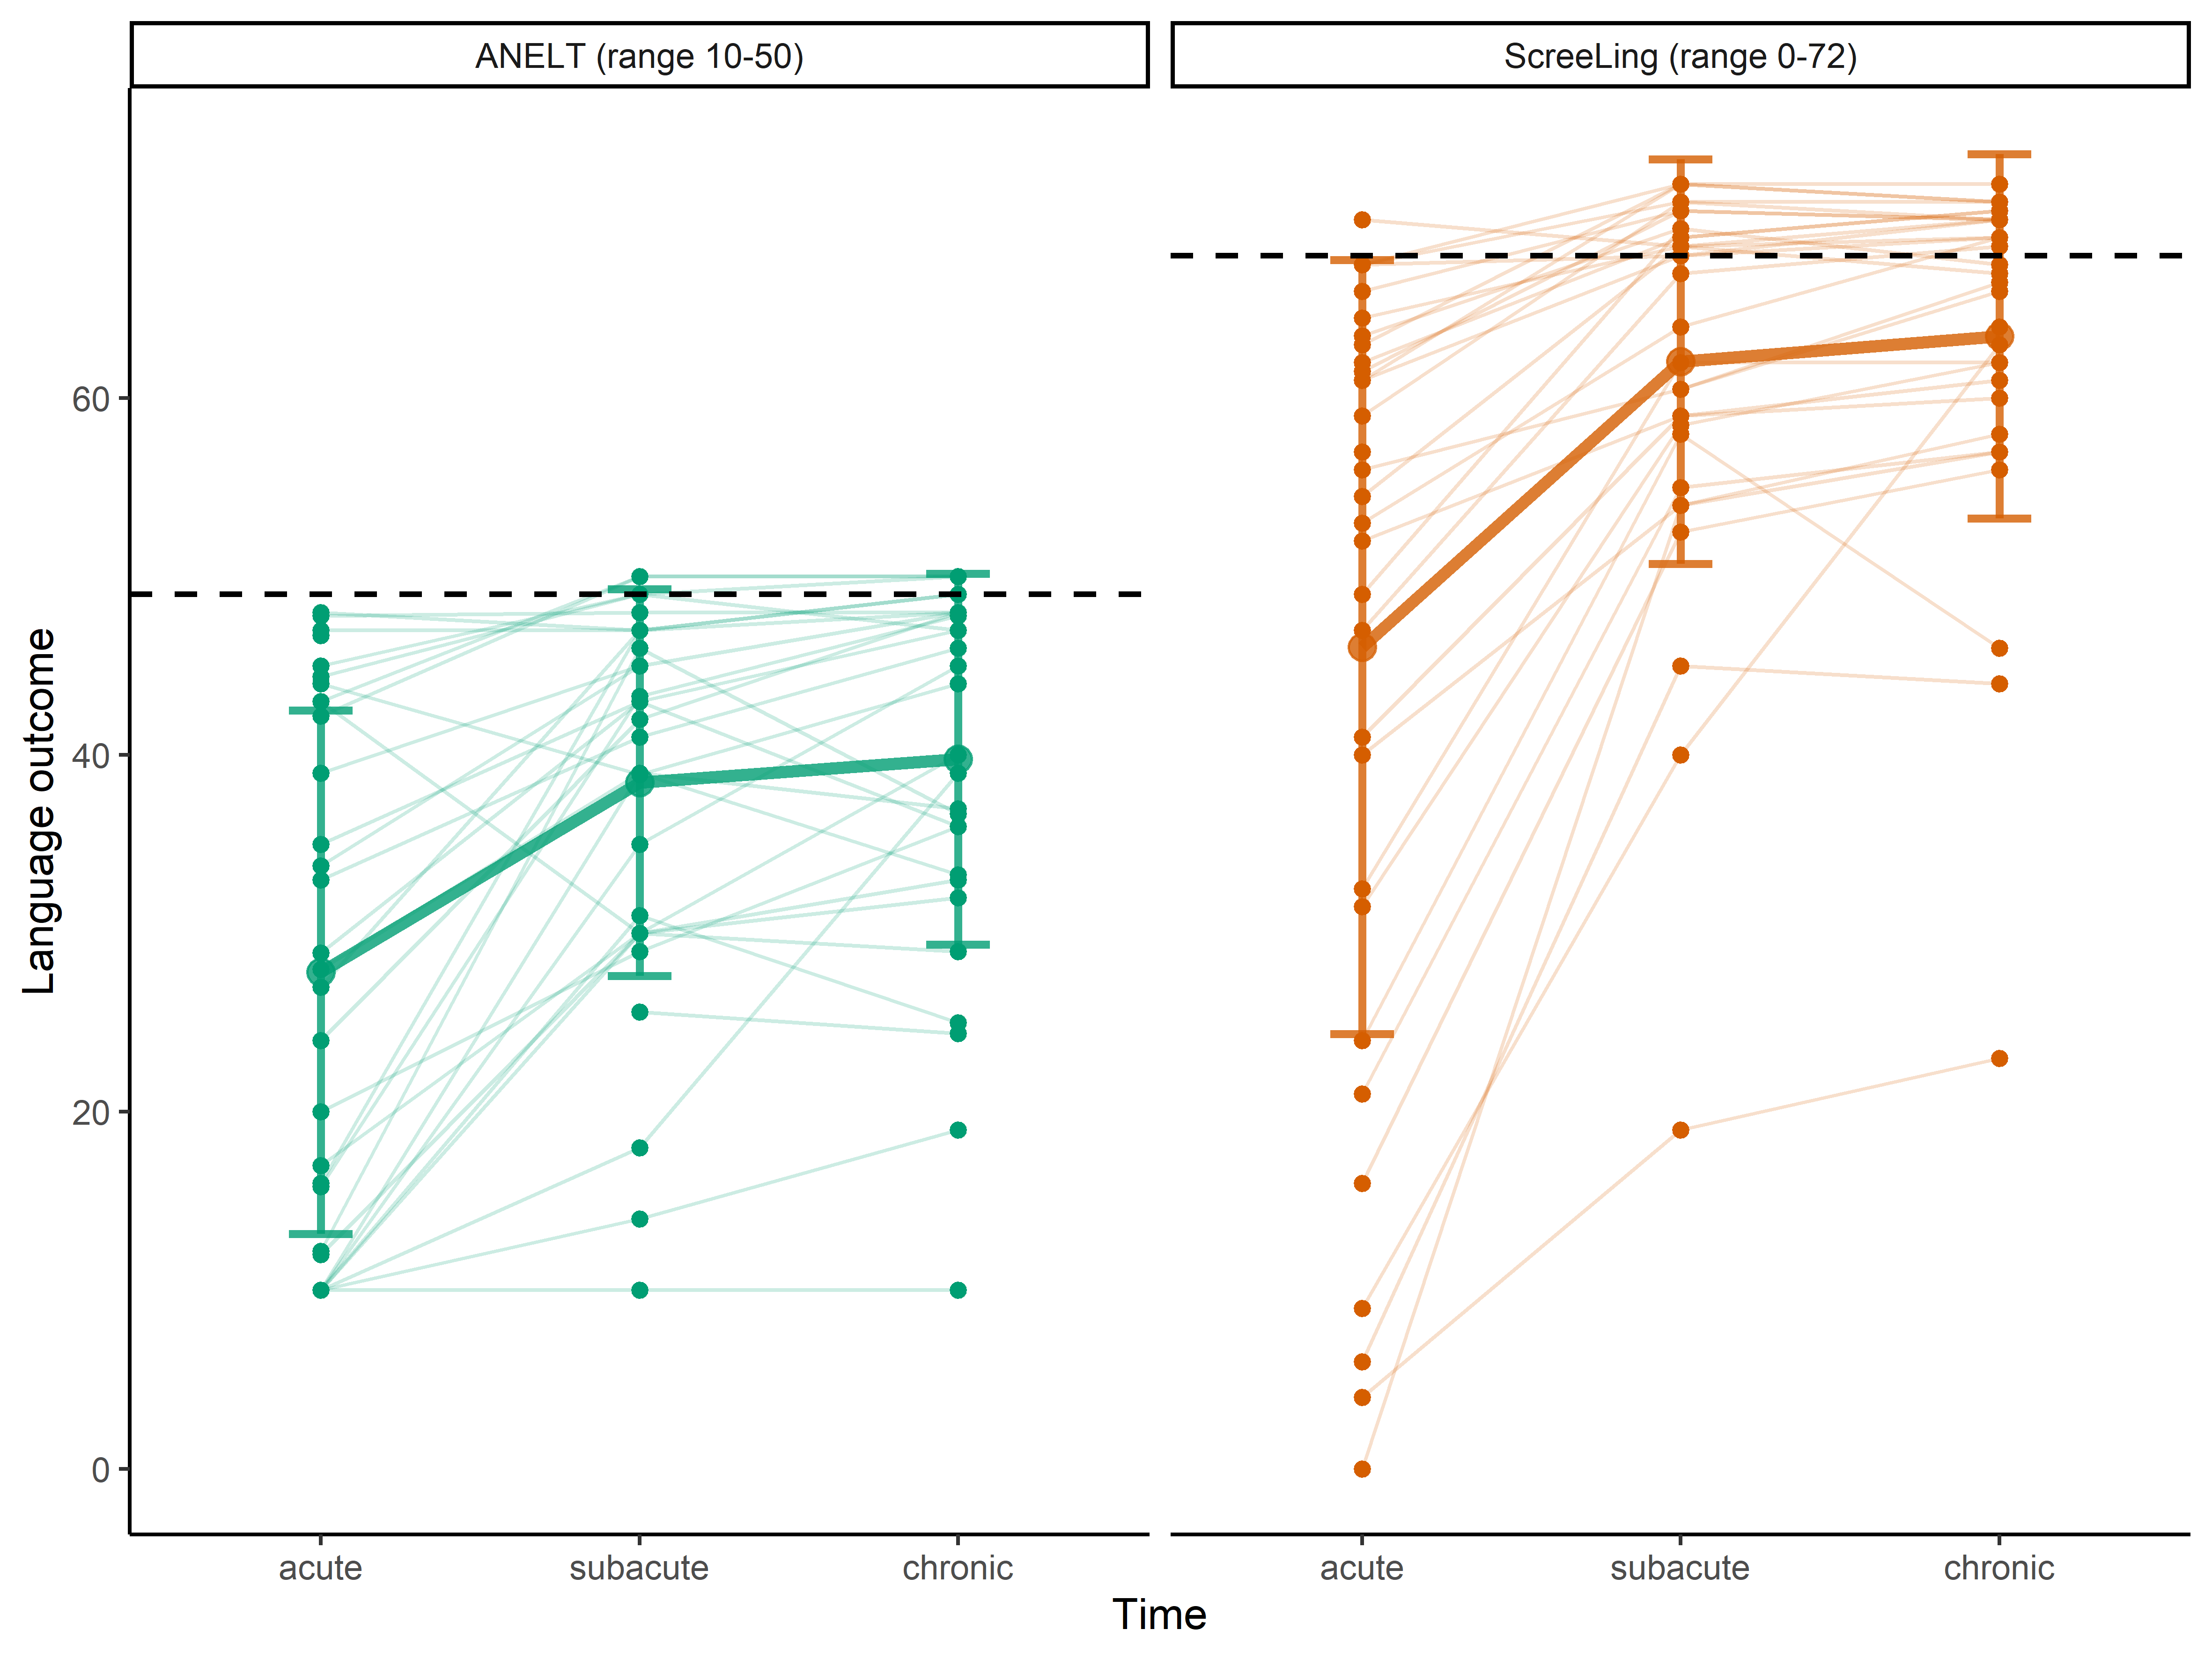 ANELT (range 10-50)
ScreeLing (range 0-72)
Language outcome
60
40
20
0
acute
subacute
chronic
acute
subacute
chronic
Time